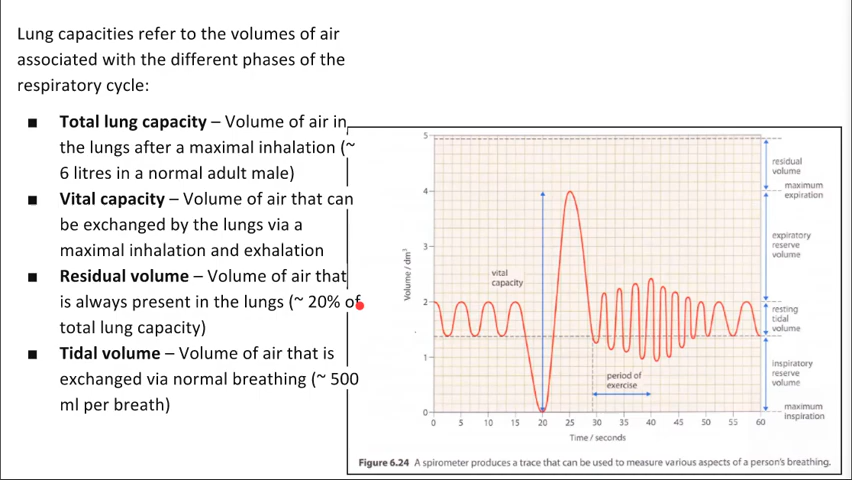 Lung capacities refer to the volumes of air
associated with the different phases of the
respiratory cycle:
■ Total lung capacity – Volume of air in
the lungs after a maximal inhalation (~
6 litres in a normal adult male)
■ Vital capacity – Volume of air that can
be exchanged by the lungs via a
maximal inhalation and exhalation
■ Residual volume – Volume of air that
is always present in the lungs (~ 20% of
total lung capacity)
■ Tidal volume – Volume of air that is
exchanged via normal breathing (~ 500
ml per breath)
5
4
3
2
1
0
Volume / dm³
vital
capacity
period of
exercise
residual
volume
maximum
expiration
expiratory
reserve
volume
resting
tidal
volume
inspiratory
reserve
volume
maximum
inspiration
0 5 10 15 20 25 30 35 40 45 50 55 60
Time / seconds
Figure 6.24 A spirometer produces a trace that can be used to measure various aspects of a person's breathing.